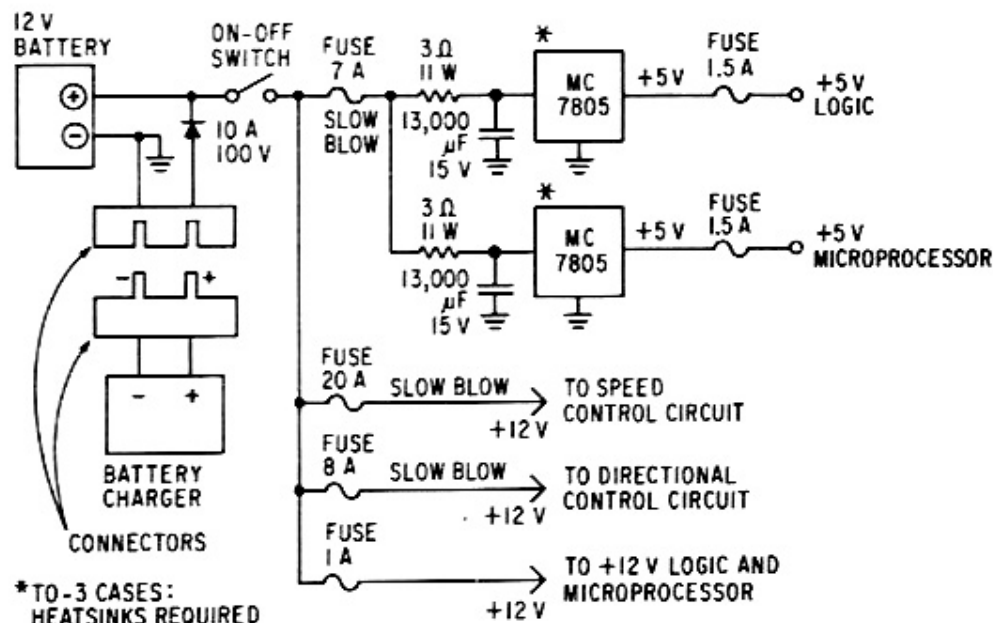 12 V
BATTERY
+
−
ON-OFF
SWITCH
10 A
100 V
FUSE
7 A
SLOW
BLOW
3 Ω
11 W
13,000
μF
15 V
*
MC
7805
+5 V
FUSE
1.5 A
+5 V
LOGIC
3 Ω
11 W
13,000
μF
15 V
*
MC
7805
+5 V
FUSE
1.5 A
+5 V
MICROPROCESSOR
− +
− +
BATTERY
CHARGER
CONNECTORS
FUSE
20 A
SLOW BLOW
+12 V
TO SPEED
CONTROL CIRCUIT
FUSE
8 A
SLOW BLOW
+12 V
TO DIRECTIONAL
CONTROL CIRCUIT
FUSE
1 A
+12 V
TO +12 V LOGIC AND
MICROPROCESSOR
*TO-3 CASES:
HEATSINKS REQUIRED